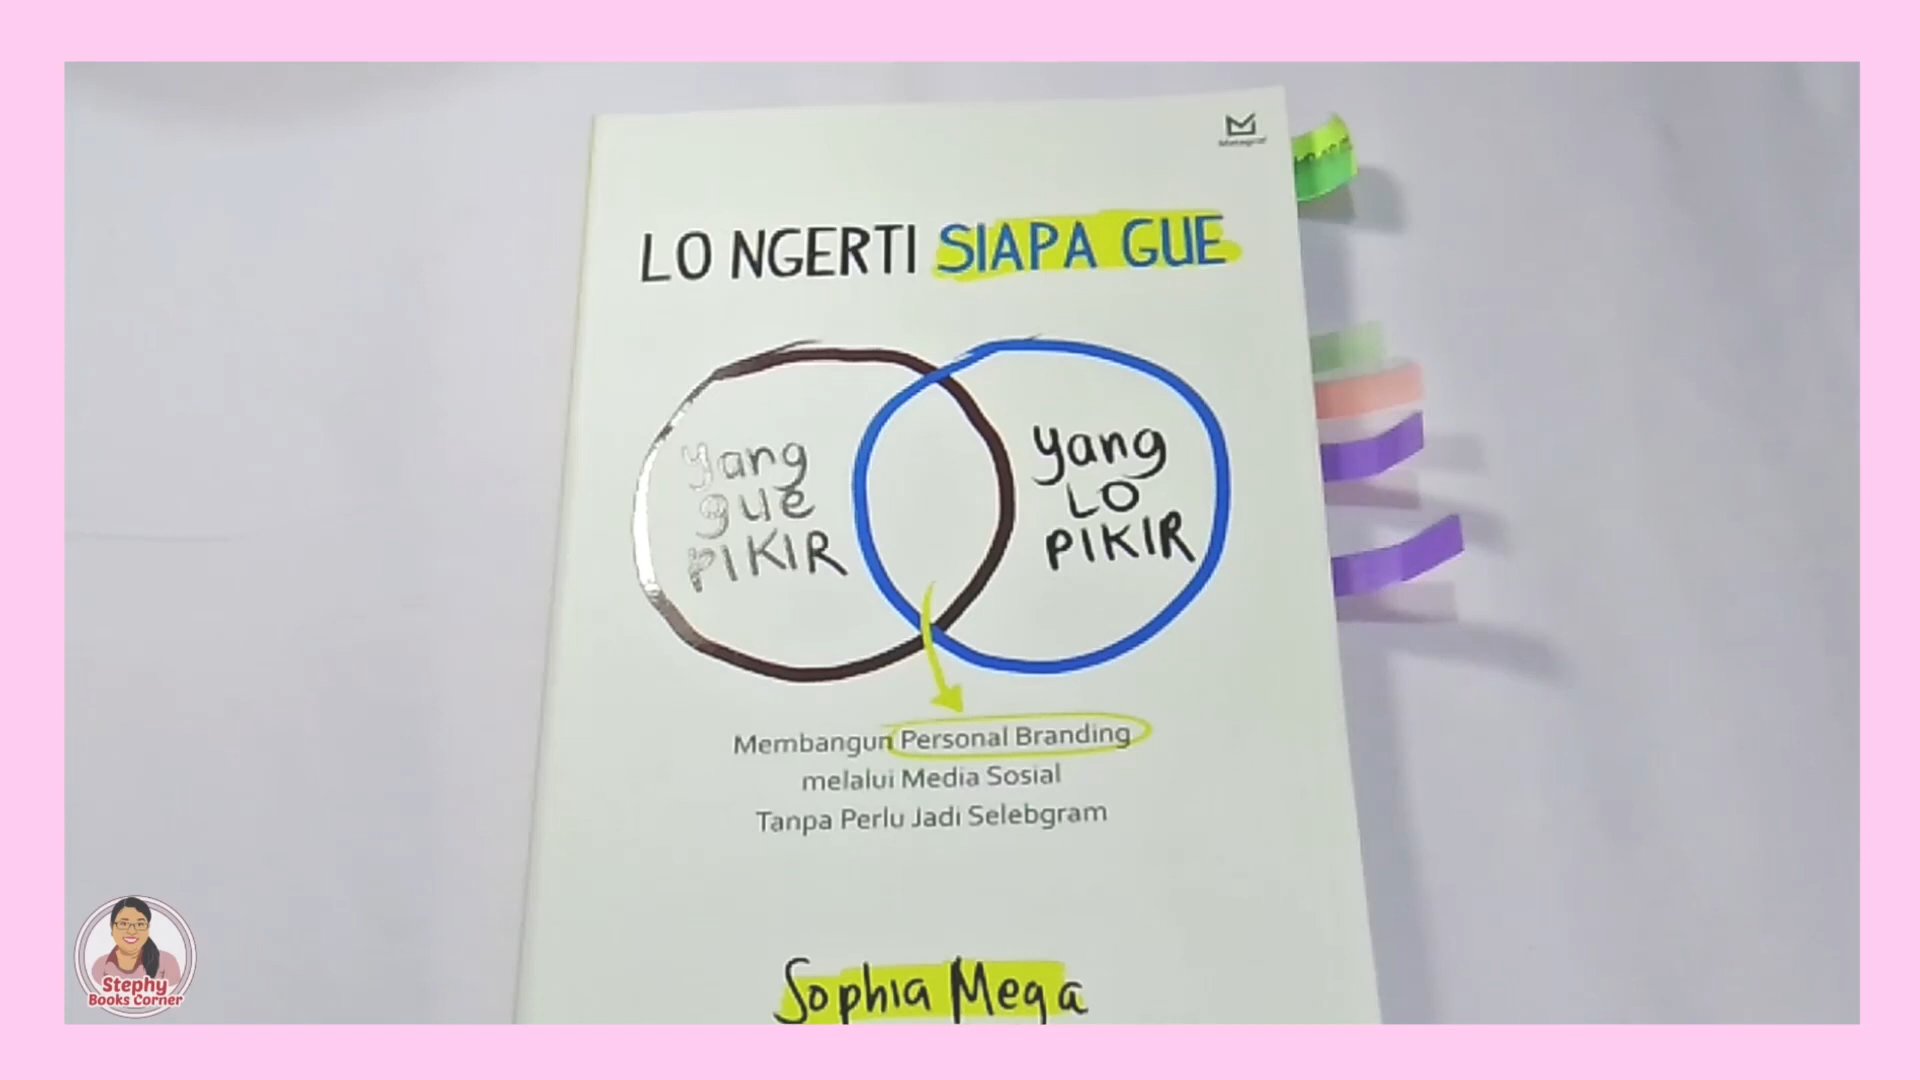 Metagraf
LO NGERTI SIAPA GUE
yang
gue
PIKIR
yang
LO
PIKIR
Membangun Personal Branding
melalui Media Sosial
Tanpa Perlu Jadi Selebgram
Sophia Mega
Stephy
Books Corner